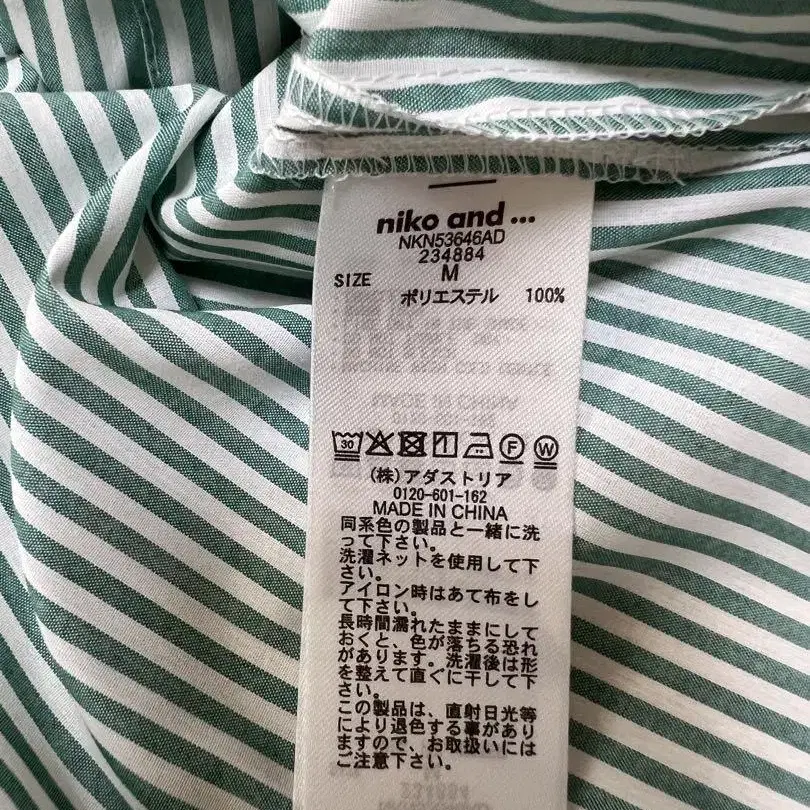 niko and ...
NKN53646AD
234884
SIZE M
ポリエステル 100%
30
F W
(株)アダストリア
0120-601-162
MADE IN CHINA
同系色の製品と一緒に洗
って下さい。
洗濯ネットを使用して下
さい。
アイロン時はあて布をし
て下さい。
長時間濡れたままにして
おくと、色が落ちる恐れ
があります。洗濯後は形
を整えて直ぐに干して下
さい。
この製品は、直射日光等
により退色する事があり
ますので、お取扱いには
ご注意下さい。